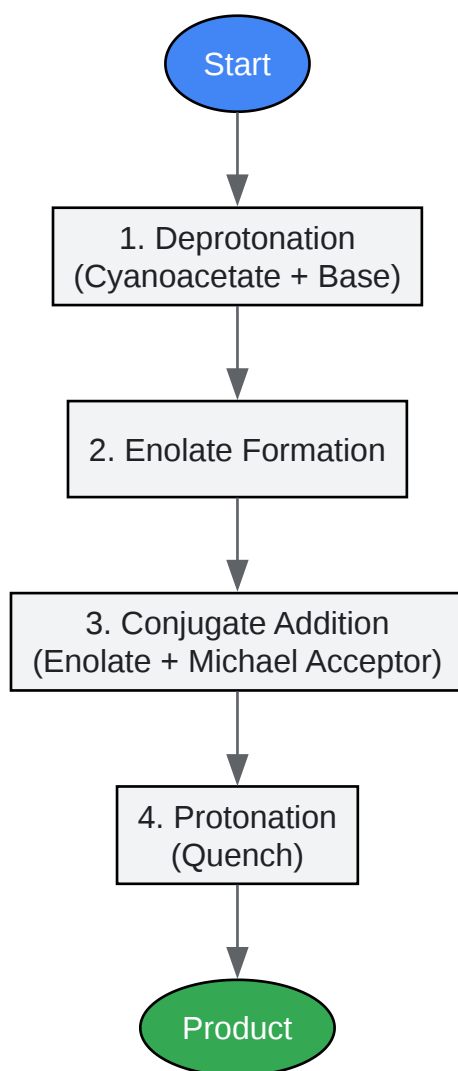 Start
1. Deprotonation
(Cyanoacetate + Base)
2. Enolate Formation
3. Conjugate Addition
(Enolate + Michael Acceptor)
4. Protonation
(Quench)
Product